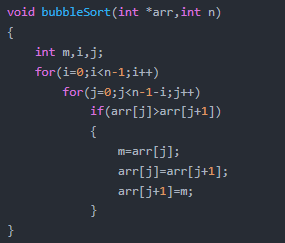 void bubbleSort(int *arr,int n)
{
    int m,i,j;
    for(i=0;i<n-1;i++)
        for(j=0;j<n-1-i;j++)
            if(arr[j]>arr[j+1])
            {
                m=arr[j];
                arr[j]=arr[j+1];
                arr[j+1]=m;
            }
}